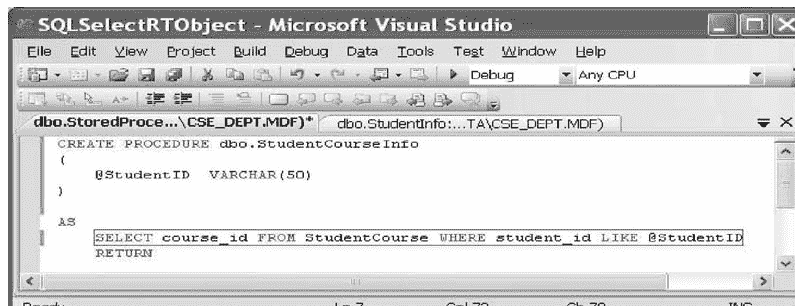 SQLSelectRTObject - Microsoft Visual Studio
File Edit View Project Build Debug Data Tools Test Window Help
Debug Any CPU
dbo.StoredProce...\CSE_DEPT.MDF)* dbo.StudentInfo:...TA\CSE_DEPT.MDF)
CREATE PROCEDURE dbo.StudentCourseInfo
(
@StudentID VARCHAR(50)
)
AS
SELECT course_id FROM StudentCourse WHERE student_id LIKE @StudentID
RETURN